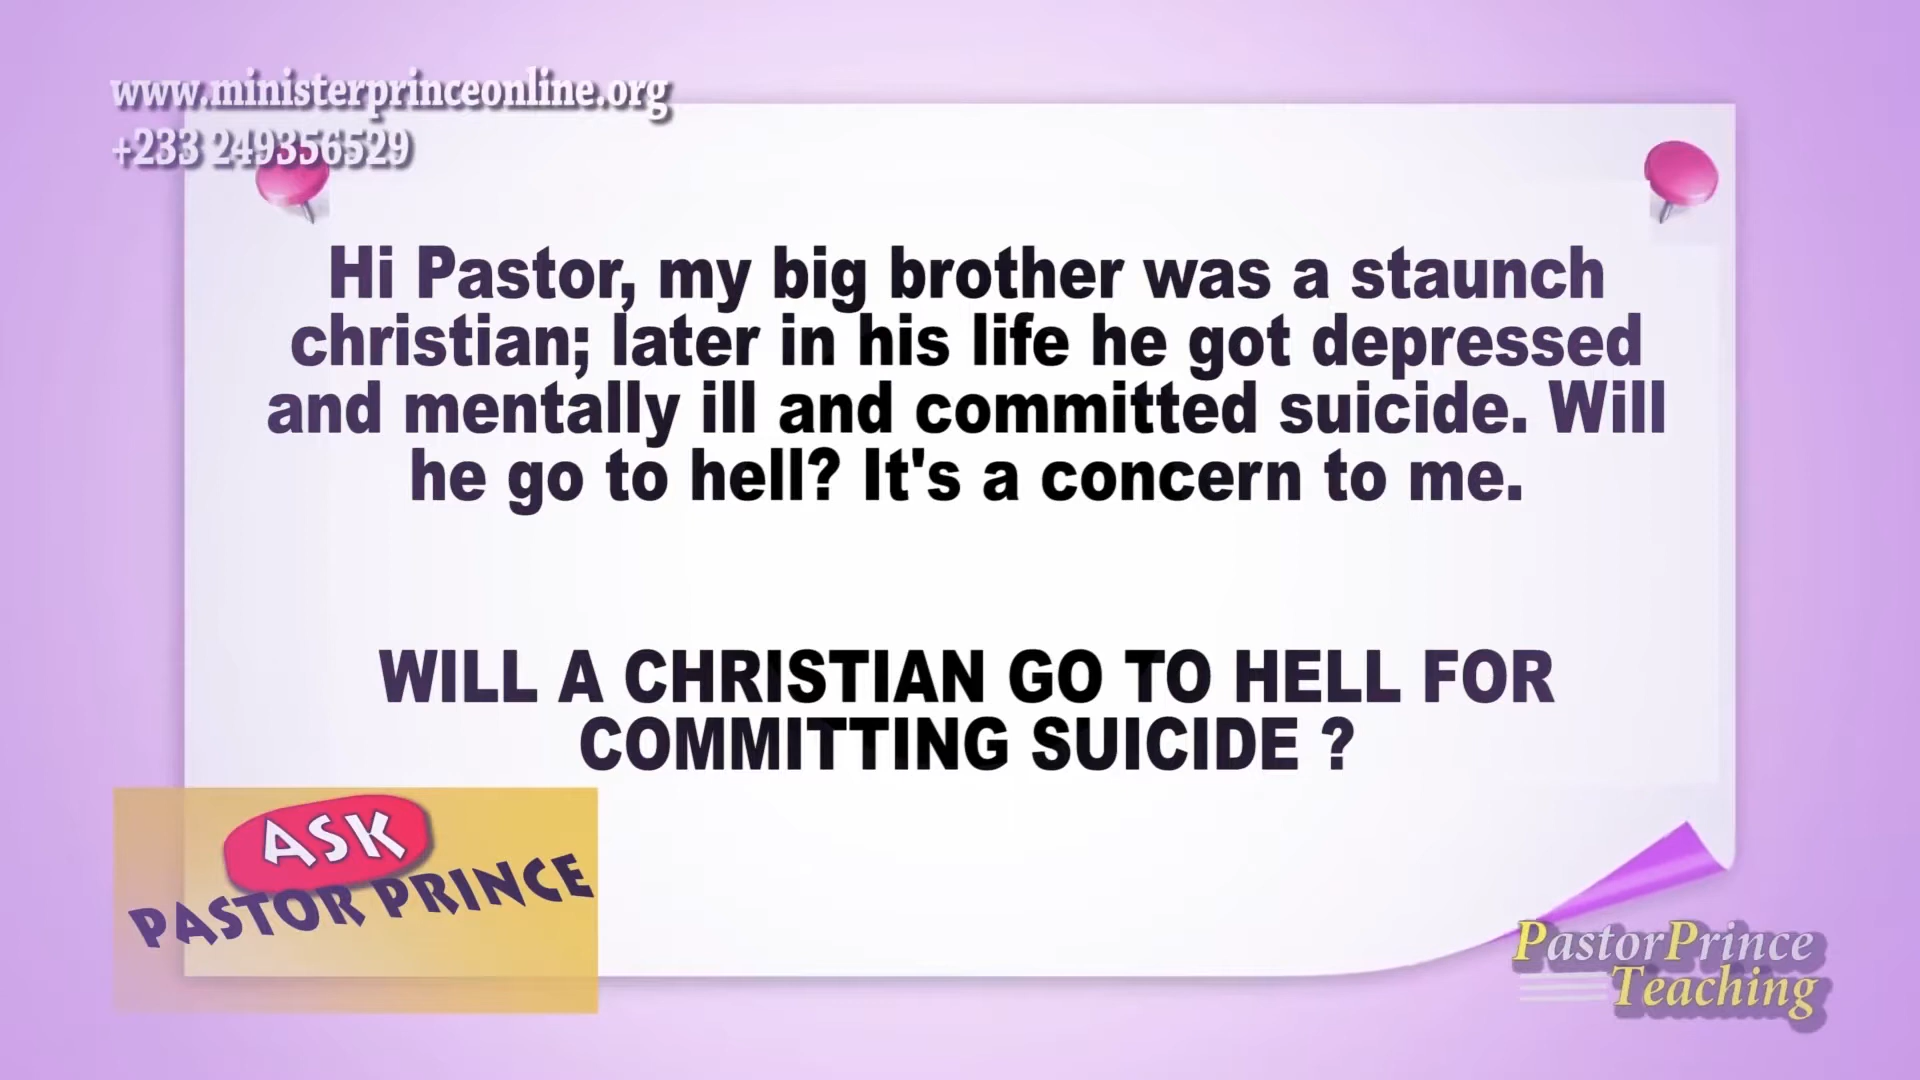 www.ministerprinceonline.org
+233 249356529
Hi Pastor, my big brother was a staunch
christian; later in his life he got depressed
and mentally ill and committed suicide. Will
he go to hell? It's a concern to me.
WILL A CHRISTIAN GO TO HELL FOR
COMMITTING SUICIDE ?
ASK
PASTOR PRINCE
PastorPrince
Teaching